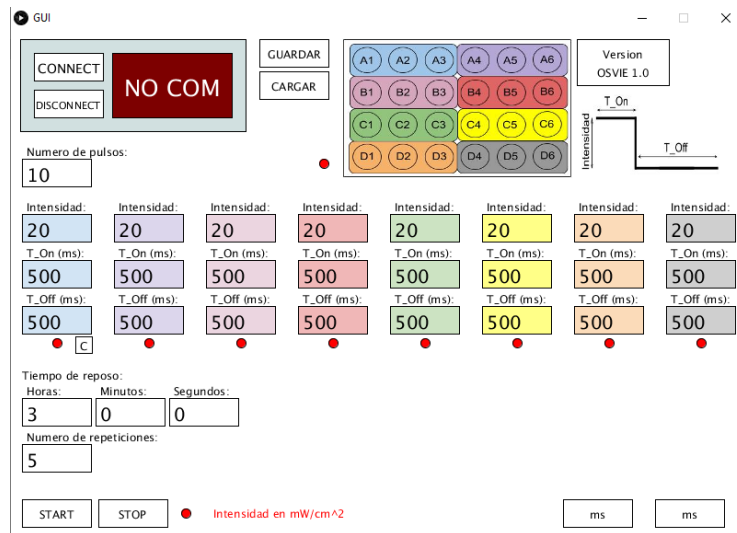 GUI
CONNECT
DISCONNECT
NO COM
GUARDAR
CARGAR
A1 A2 A3 A4 A5 A6
B1 B2 B3 B4 B5 B6
C1 C2 C3 C4 C5 C6
D1 D2 D3 D4 D5 D6
Version
OSVIE 1.0
T_On
Intensidad
T_Off
Numero de pulsos:
10
Intensidad: Intensidad: Intensidad: Intensidad: Intensidad: Intensidad: Intensidad: Intensidad:
20 20 20 20 20 20 20 20
T_On (ms): T_On (ms): T_On (ms): T_On (ms): T_On (ms): T_On (ms): T_On (ms): T_On (ms):
500 500 500 500 500 500 500 500
T_Off (ms): T_Off (ms): T_Off (ms): T_Off (ms): T_Off (ms): T_Off (ms): T_Off (ms): T_Off (ms):
500 500 500 500 500 500 500 500
C
Tiempo de reposo:
Horas: Minutos: Segundos:
3 0 0
Numero de repeticiones:
5
START STOP Intensidad en mW/cm^2 ms ms